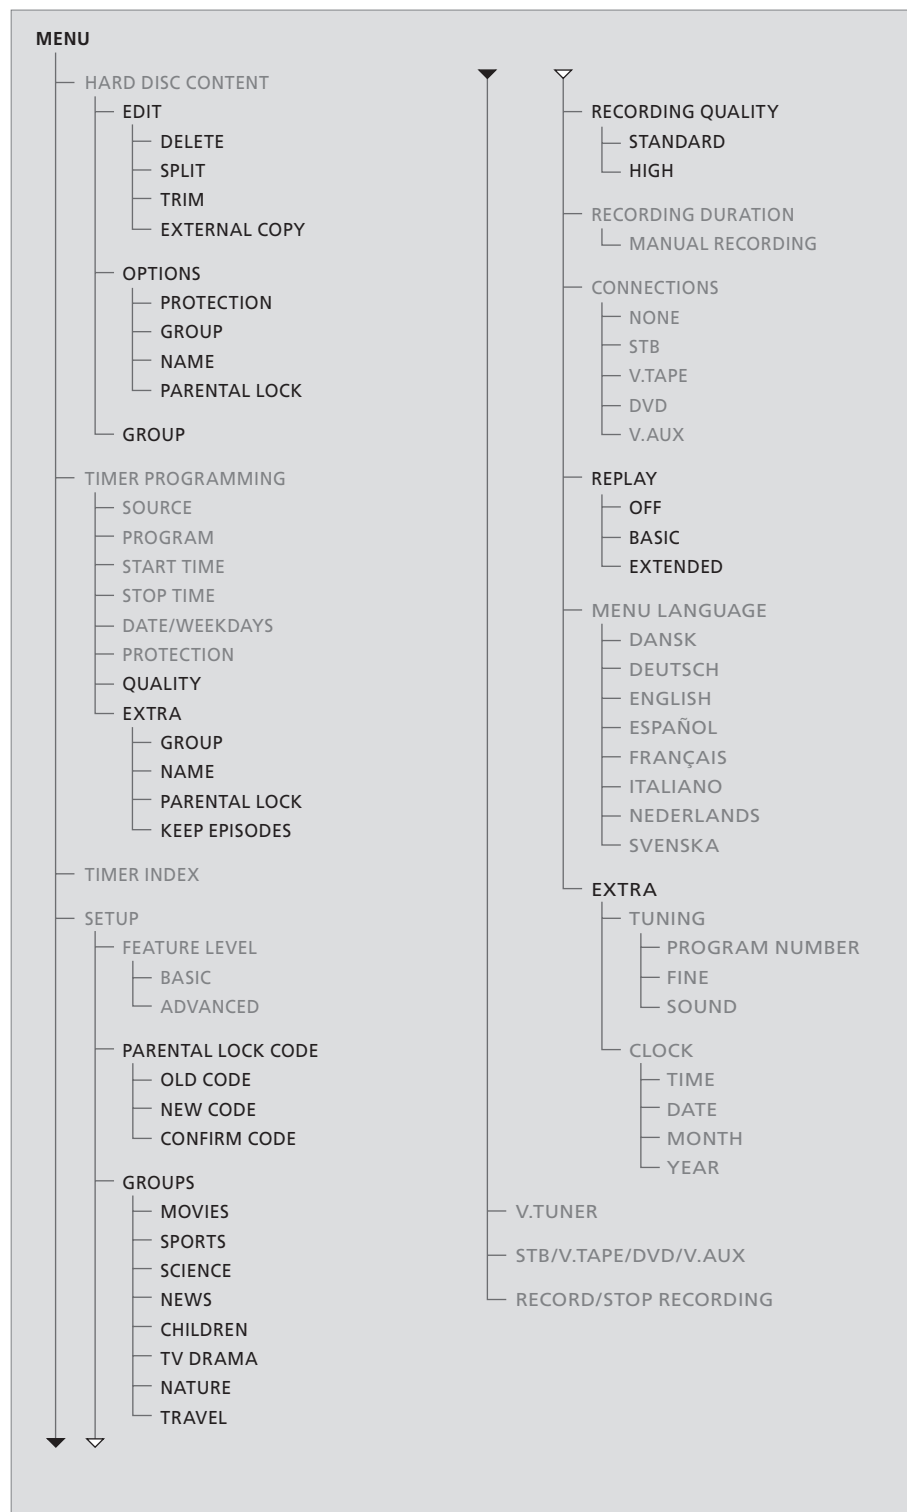 MENU
HARD DISC CONTENT
EDIT
DELETE
SPLIT
TRIM
EXTERNAL COPY
OPTIONS
PROTECTION
GROUP
NAME
PARENTAL LOCK
GROUP
TIMER PROGRAMMING
SOURCE
PROGRAM
START TIME
STOP TIME
DATE/WEEKDAYS
PROTECTION
QUALITY
EXTRA
GROUP
NAME
PARENTAL LOCK
KEEP EPISODES
TIMER INDEX
SETUP
FEATURE LEVEL
BASIC
ADVANCED
PARENTAL LOCK CODE
OLD CODE
NEW CODE
CONFIRM CODE
GROUPS
MOVIES
SPORTS
SCIENCE
NEWS
CHILDREN
TV DRAMA
NATURE
TRAVEL
RECORDING QUALITY
STANDARD
HIGH
RECORDING DURATION
MANUAL RECORDING
CONNECTIONS
NONE
STB
V.TAPE
DVD
V.AUX
REPLAY
OFF
BASIC
EXTENDED
MENU LANGUAGE
DANSK
DEUTSCH
ENGLISH
ESPAÑOL
FRANÇAIS
ITALIANO
NEDERLANDS
SVENSKA
EXTRA
TUNING
PROGRAM NUMBER
FINE
SOUND
CLOCK
TIME
DATE
MONTH
YEAR
V.TUNER
STB/V.TAPE/DVD/V.AUX
RECORD/STOP RECORDING